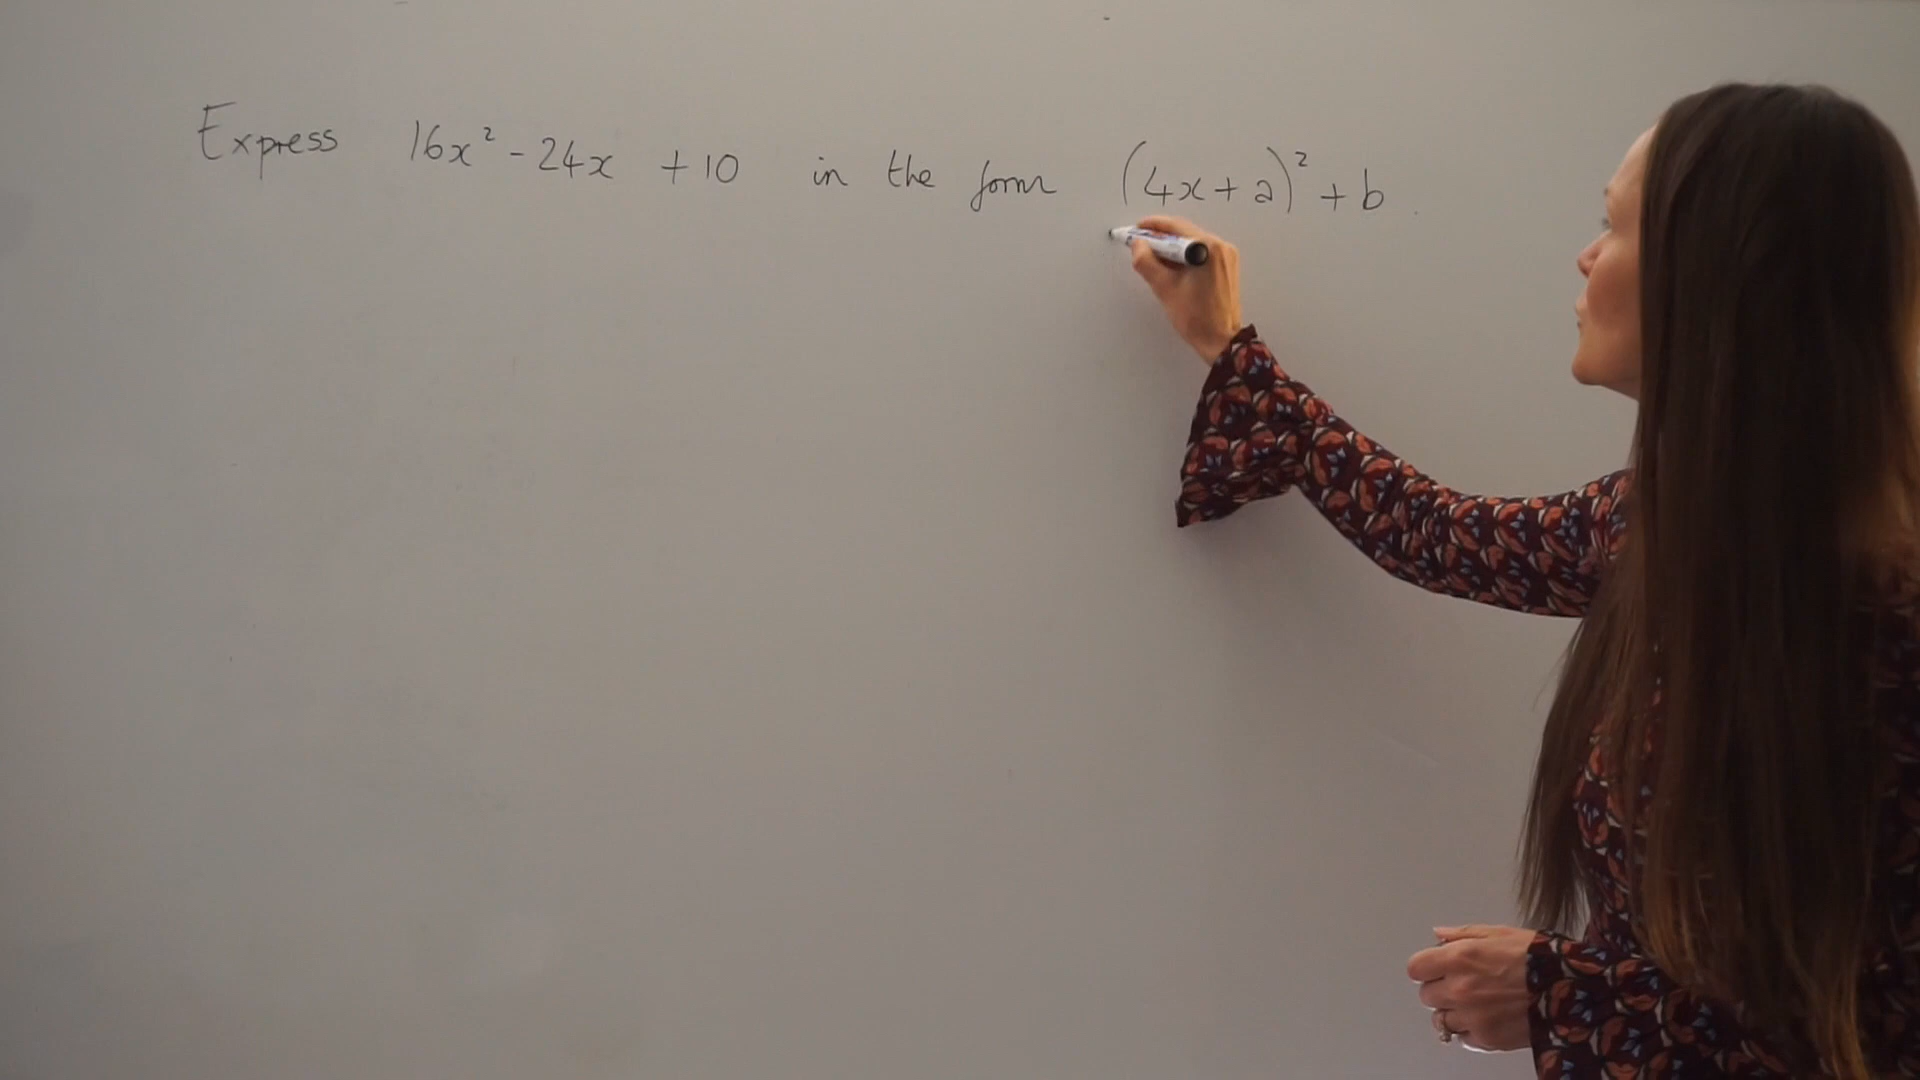 Express 16x² - 24x + 10 in the form (4x + a)² + b.